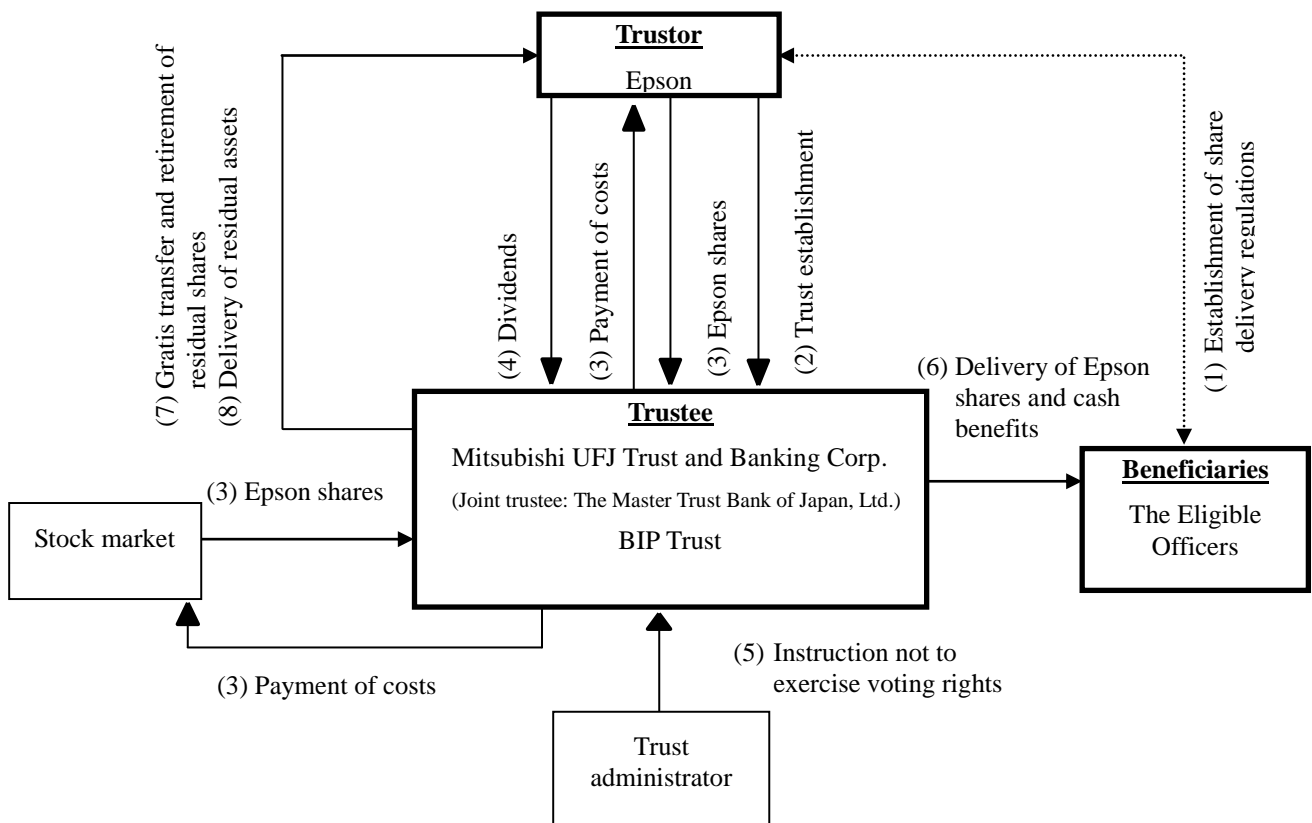 Trustor
Epson
(7) Gratis transfer and retirement of
residual shares
(8) Delivery of residual assets
(4) Dividends
(3) Payment of costs
(3) Epson shares
(2) Trust establishment
(1) Establishment of share
delivery regulations
(6) Delivery of Epson
shares and cash
benefits
Trustee
Mitsubishi UFJ Trust and Banking Corp.
(Joint trustee: The Master Trust Bank of Japan, Ltd.)
BIP Trust
Beneficiaries
The Eligible
Officers
(3) Epson shares
Stock market
(3) Payment of costs
(5) Instruction not to
exercise voting rights
Trust
administrator